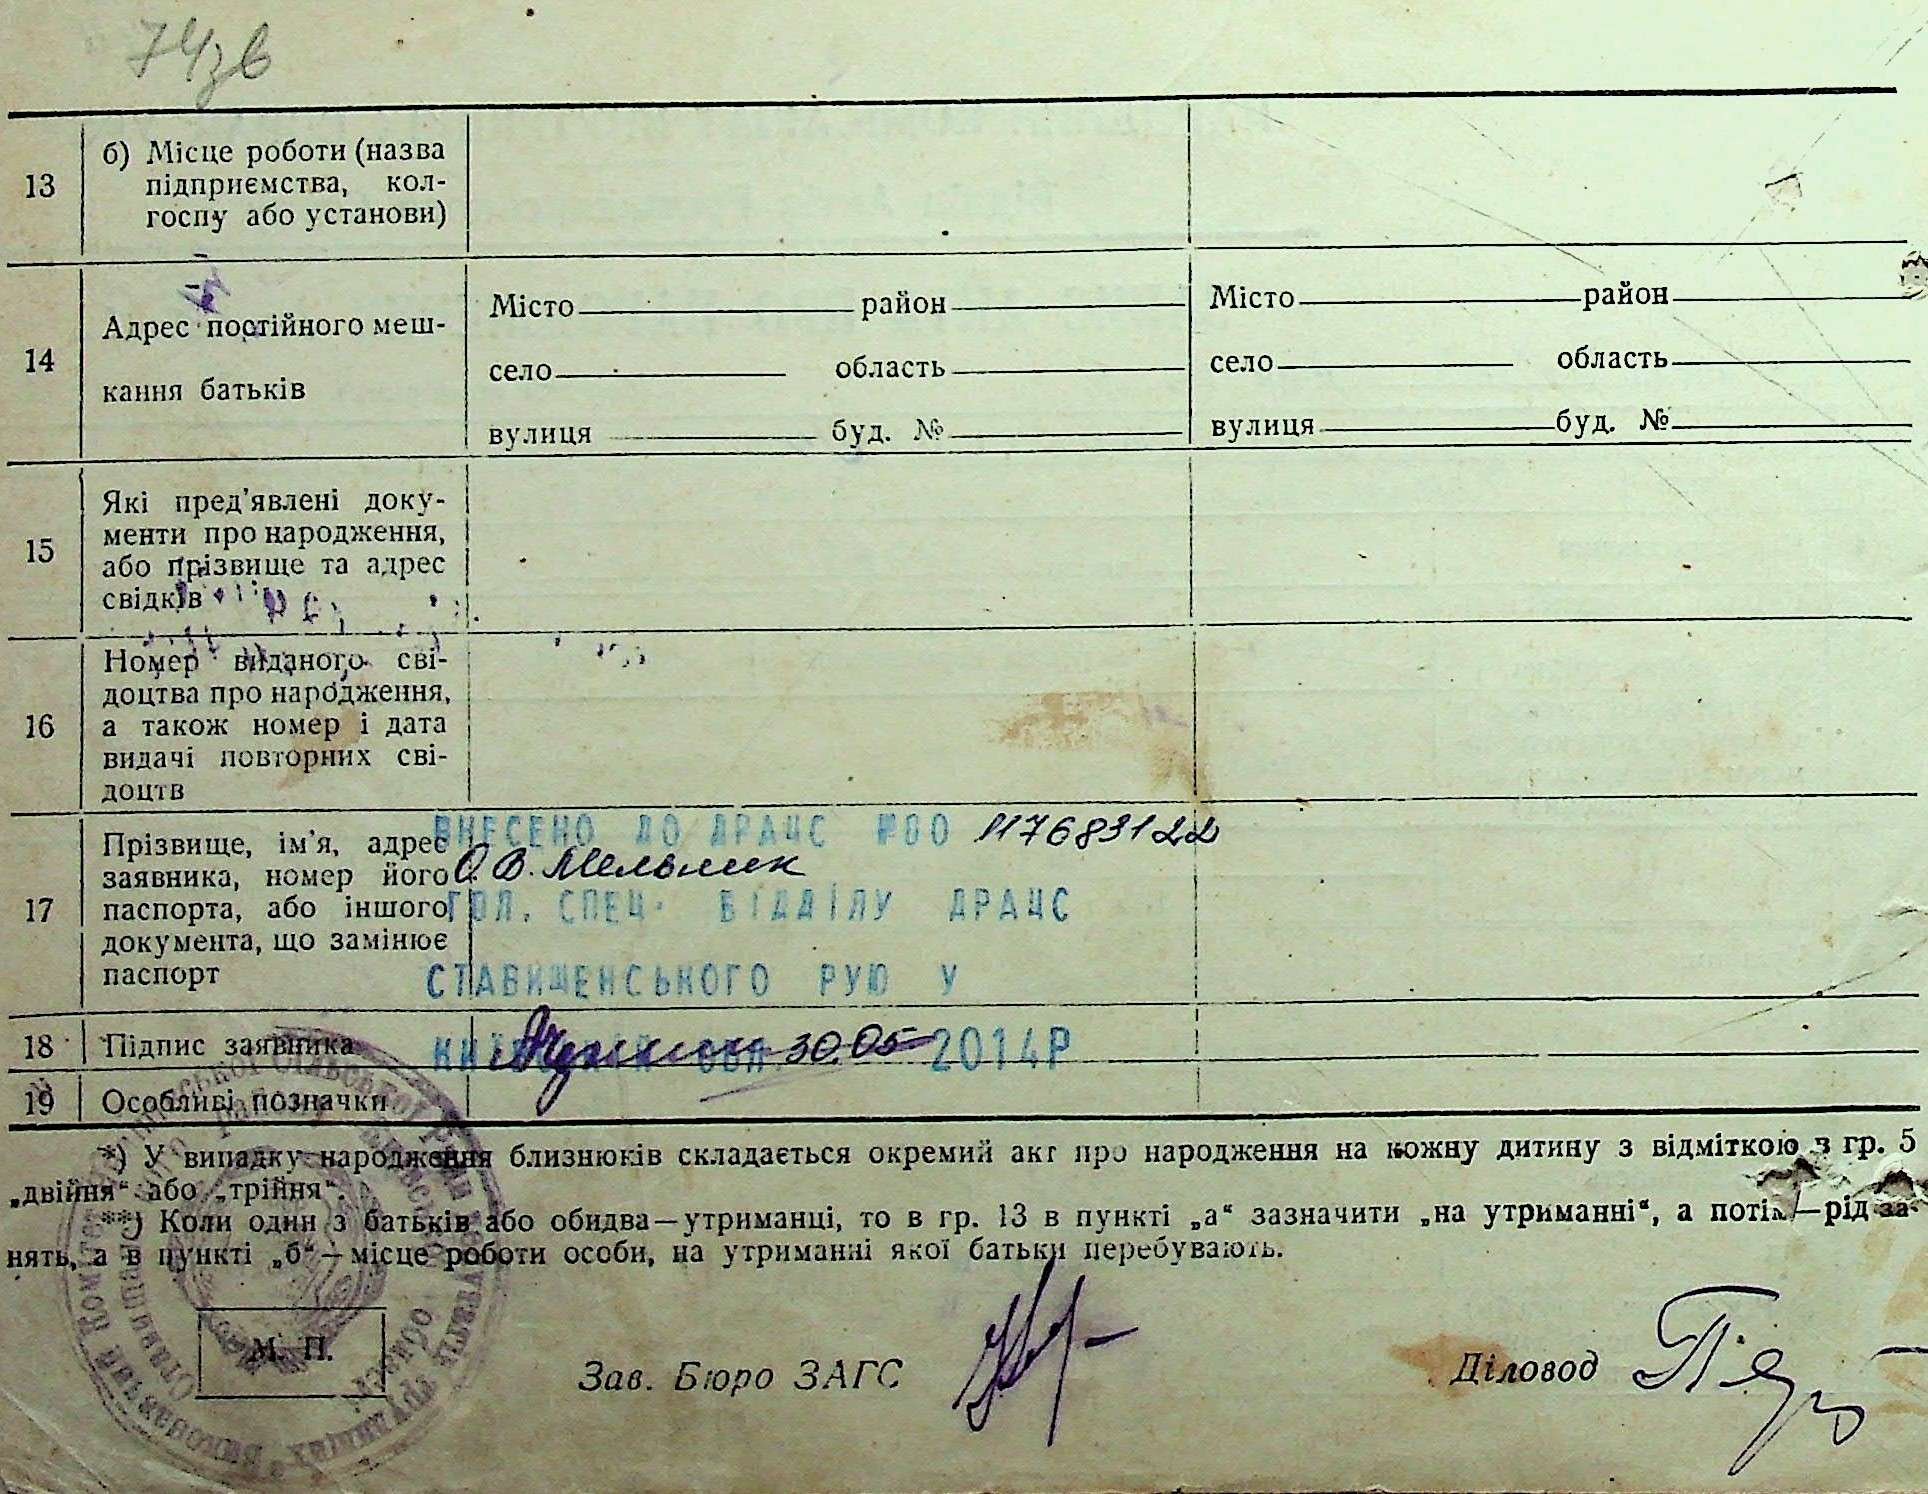 74зв
13
б) Місце роботи (назва
підприємства, кол-
госпу або установи)
14
Адрес постійного меш-
кання батьків
Місто район
село область
вулиця буд. №
Місто район
село область
вулиця буд. №
15
Які пред'явлені доку-
менти про народження,
або прізвище та адрес
свідків
16
Номер виданого сві-
доцтва про народження,
а також номер і дата
видачі повторних сві-
доцтв
17
Прізвище, ім'я, адрес
заявника, номер його
паспорта, або іншого
документа, що замінює
паспорт
ВНЕСЕНО ДО ДРАЦС №00 117683122
О.В. Мельник
ГОЛ. СПЕЦ. ВІДДІЛУ ДРАЦС
СТАВИЩЕНСЬКОГО РУЮ У
КИЇВСЬКІЙ ОБЛ. 30.05 2014Р
18
Підпис заявника
19
Особливі позначки
*) У випадку народження близнюків складається окремий акт про народження на кожну дитину з відміткою в гр. 5
„двійня“ або „трійня“.
**) Коли один з батьків або обидва—утриманці, то в гр. 13 в пункті „а“ зазначити „на утриманні“, а потім—рід за-
нять, а в пункті „б“—місце роботи особи, на утриманні якої батьки перебувають.
М. П.
Зав. Бюро ЗАГС
Діловод